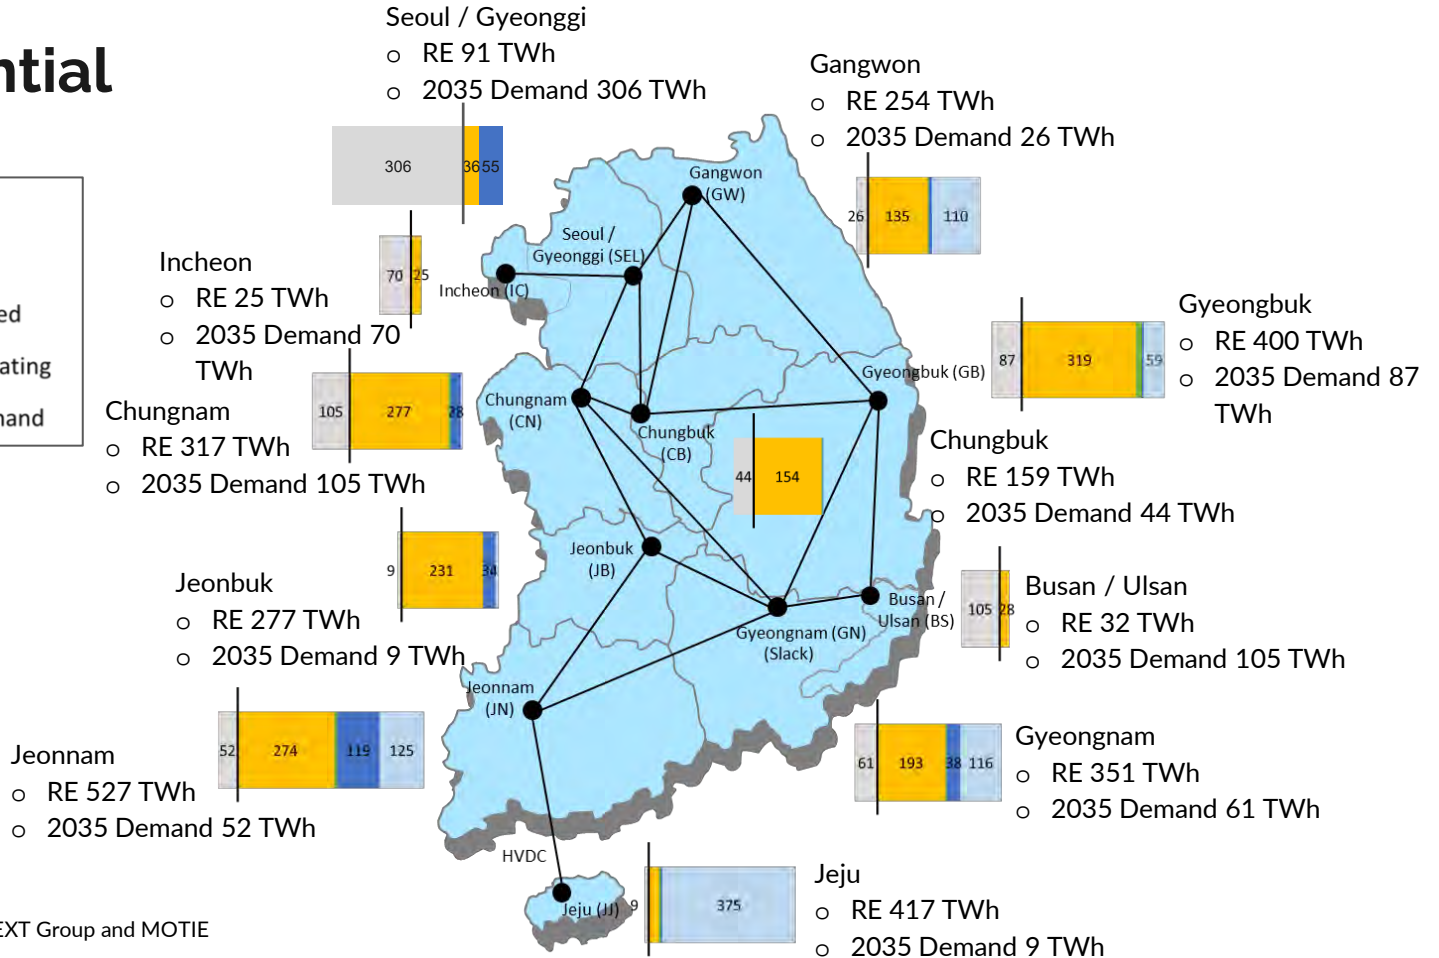 ntial
ed
ating
nand
Seoul / Gyeonggi
o RE 91 TWh
o 2035 Demand 306 TWh
306 36 55
Gangwon
o RE 254 TWh
o 2035 Demand 26 TWh
26 135 110
Incheon
o RE 25 TWh
o 2035 Demand 70
TWh
70 25
Gyeongbuk
o RE 400 TWh
o 2035 Demand 87
TWh
87 319 59
Chungnam
o RE 317 TWh
o 2035 Demand 105 TWh
105 277 28
Chungbuk
o RE 159 TWh
o 2035 Demand 44 TWh
44 154
Jeonbuk
o RE 277 TWh
o 2035 Demand 9 TWh
9 231 34
Busan / Ulsan
o RE 32 TWh
o 2035 Demand 105 TWh
105 28
Jeonnam
o RE 527 TWh
o 2035 Demand 52 TWh
52 274 119 125
Gyeongnam
o RE 351 TWh
o 2035 Demand 61 TWh
61 193 38 116
Jeju
o RE 417 TWh
o 2035 Demand 9 TWh
9 375
Gangwon
(GW)
Seoul /
Gyeonggi (SEL)
Incheon (IC)
Gyeongbuk (GB)
Chungnam
(CN)
Chungbuk
(CB)
Jeonbuk
(JB)
Busan /
Ulsan (BS)
Gyeongnam (GN)
(Slack)
Jeonnam
(JN)
HVDC
Jeju (JJ)
EXT Group and MOTIE